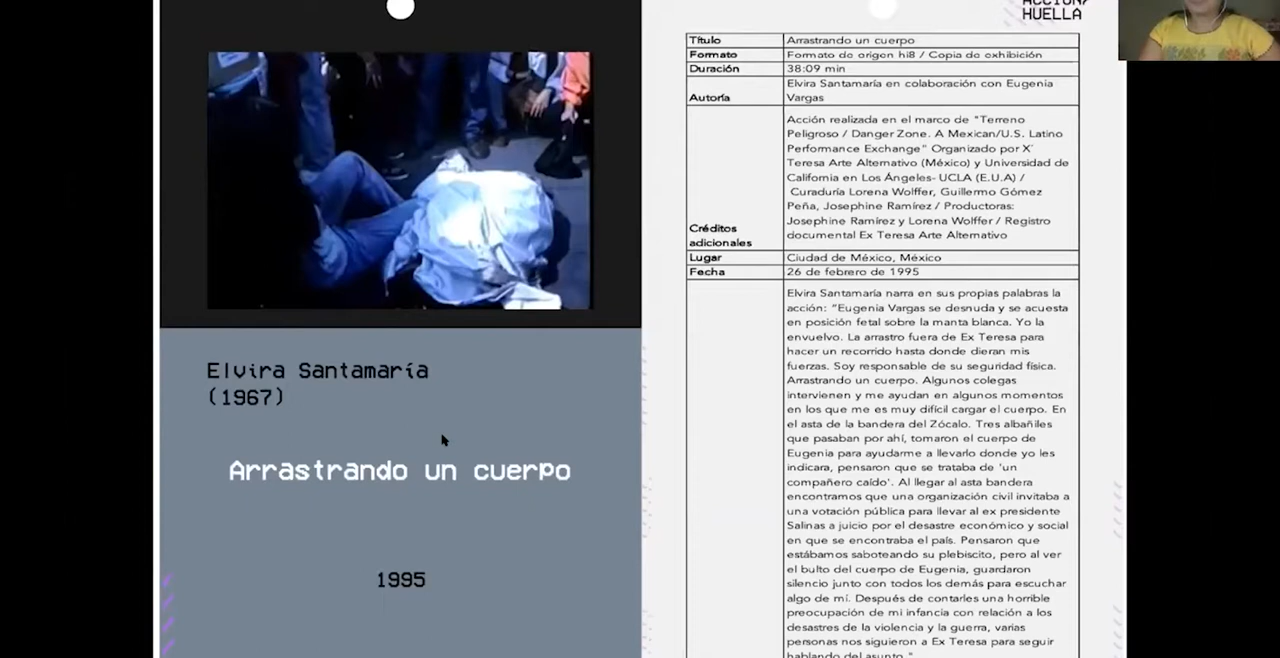 ACCIONA
HUELLA
Elvira Santamaría
(1967)
Arrastrando un cuerpo
1995
Título Arrastrando un cuerpo
Formato Formato de origen hi8 / Copia de exhibición
Duración 38:09 min
Autoría Elvira Santamaría en colaboración con Eugenia
Vargas
Créditos
adicionales
Acción realizada en el marco de "Terreno
Peligroso / Danger Zone. A Mexican/U.S. Latino
Performance Exchange" Organizado por X´
Teresa Arte Alternativo (México) y Universidad de
California en Los Ángeles- UCLA (E.U.A) /
Curaduría Lorena Wolffer, Guillermo Gómez
Peña, Josephine Ramírez / Productoras:
Josephine Ramírez y Lorena Wolffer / Registro
documental Ex Teresa Arte Alternativo
Lugar Ciudad de México, México
Fecha 26 de febrero de 1995
Elvira Santamaría narra en sus propias palabras la
acción: "Eugenia Vargas se desnuda y se acuesta
en posición fetal sobre la manta blanca. Yo la
envuelvo. La arrastro fuera de Ex Teresa para
hacer un recorrido hasta donde dieran mis
fuerzas. Soy responsable de su seguridad física.
Arrastrando un cuerpo. Algunos colegas
intervienen y me ayudan en algunos momentos
en los que me es muy difícil cargar el cuerpo. En
el asta de la bandera del Zócalo. Tres albañiles
que pasaban por ahí, tomaron el cuerpo de
Eugenia para ayudarme a llevarlo donde yo les
indicara, pensaron que se trataba de 'un
compañero caído'. Al llegar al asta bandera
encontramos que una organización civil invitaba a
una votación pública para llevar al ex presidente
Salinas a juicio por el desastre económico y social
en que se encontraba el país. Pensaron que
estábamos saboteando su plebiscito, pero al ver
el bulto del cuerpo de Eugenia, guardaron
silencio junto con todos los demás para escuchar
algo de mí. Después de contarles una horrible
preocupación de mi infancia con relación a los
desastres de la violencia y la guerra, varias
personas nos siguieron a Ex Teresa para seguir
hablando del asunto."